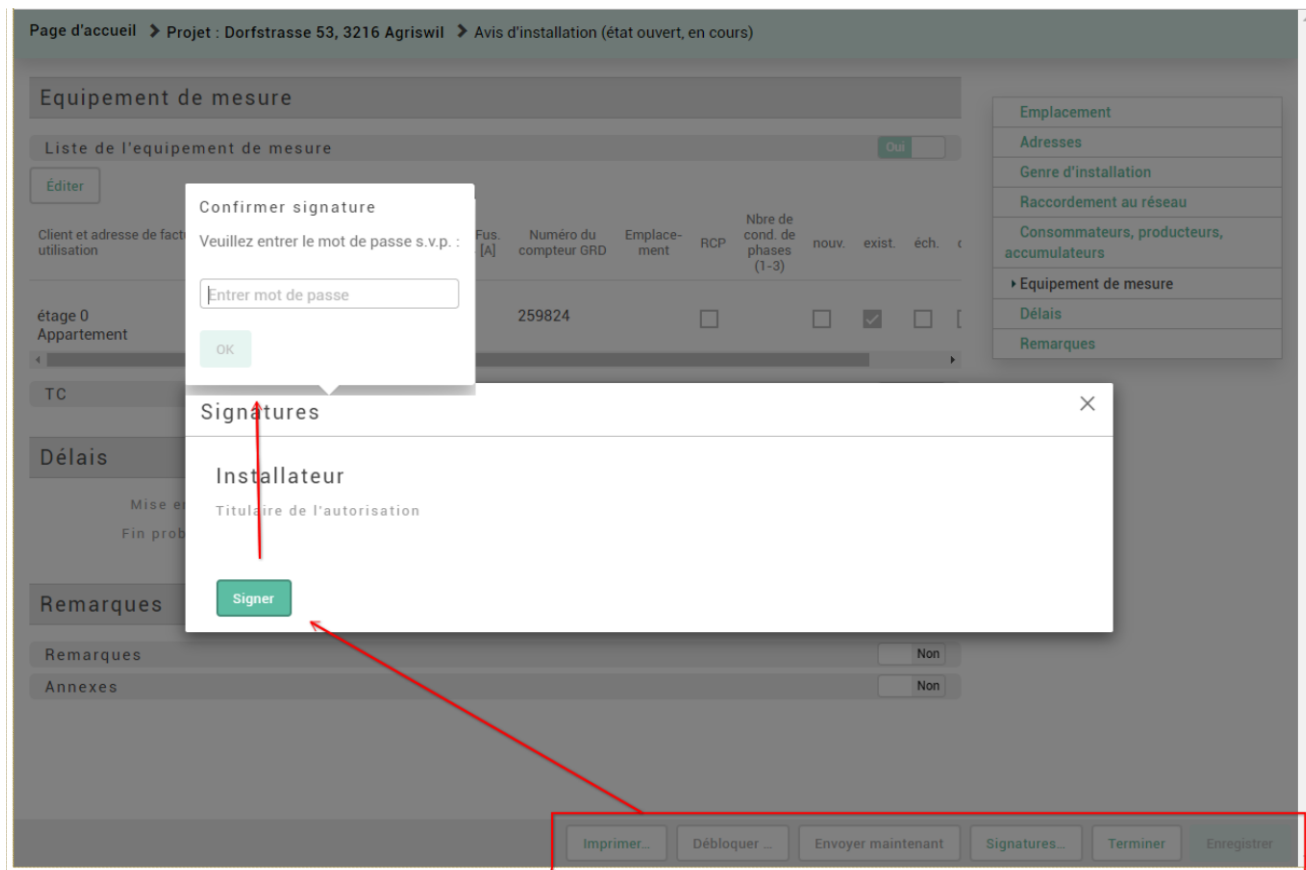 Page d'accueil > Projet : Dorfstrasse 53, 3216 Agriswil > Avis d'installation (état ouvert, en cours)
Equipement de mesure
Liste de l'equipement de mesure
Oui
Éditer
Client et adresse de fact
utilisation
Fus.
[A]
Numéro du
compteur GRD
Emplace-
ment
RCP
Nbre de
cond. de
phases
(1-3)
nouv.
exist.
éch.
étage 0
Appartement
259824
TC
Confirmer signature
Veuillez entrer le mot de passe s.v.p. :
Entrer mot de passe
OK
Signatures
Installateur
Titulaire de l'autorisation
Signer
Délais
Mise e
Fin prob
Remarques
Remarques
Non
Annexes
Non
Emplacement
Adresses
Genre d'installation
Raccordement au réseau
Consommateurs, producteurs,
accumulateurs
Equipement de mesure
Délais
Remarques
Imprimer...
Débloquer ...
Envoyer maintenant
Signatures...
Terminer
Enregistrer